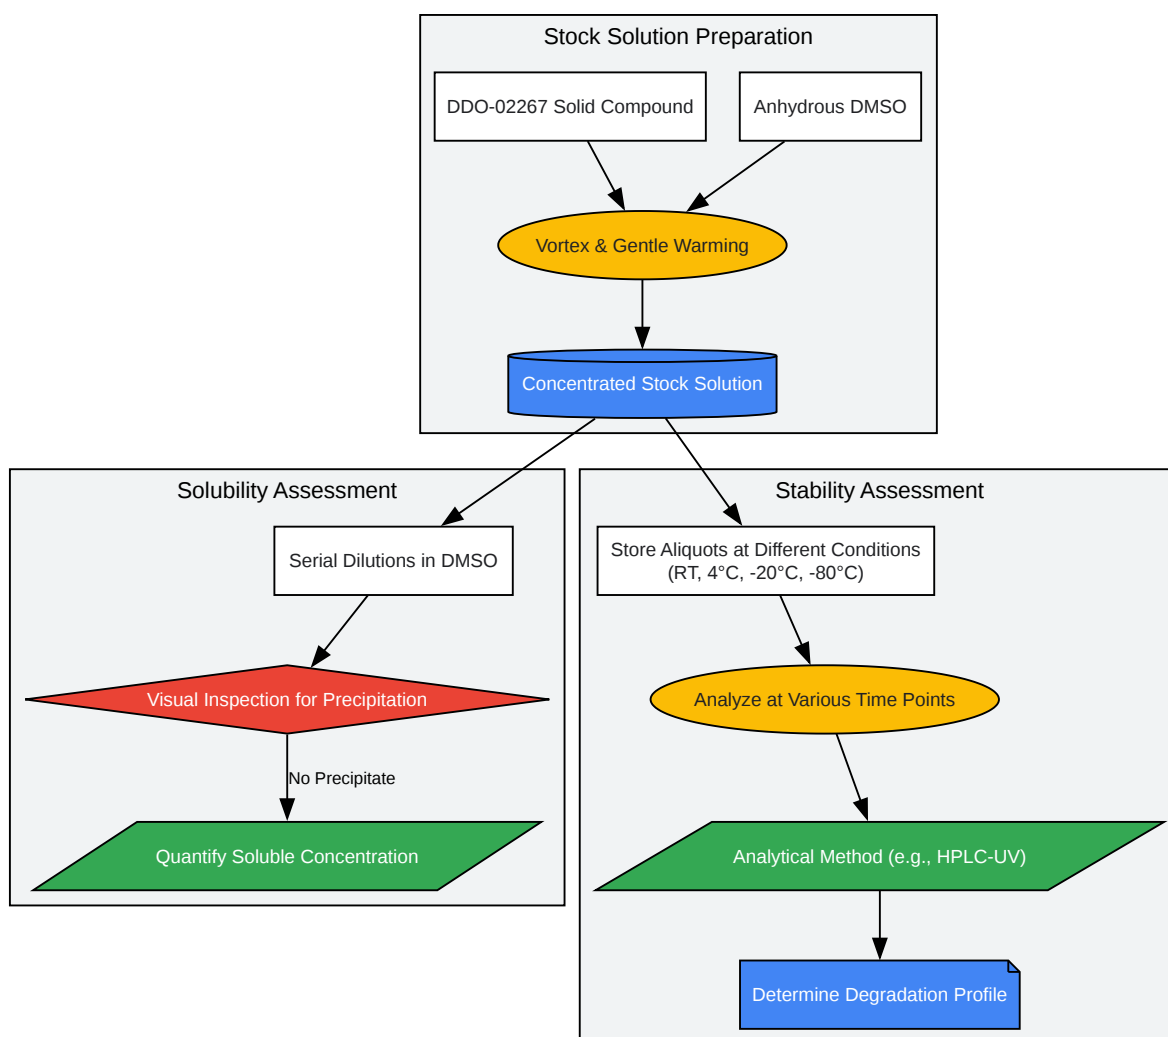 Stock Solution Preparation
DDO-02267 Solid Compound
Anhydrous DMSO
Vortex & Gentle Warming
Concentrated Stock Solution
Solubility Assessment
Serial Dilutions in DMSO
Visual Inspection for Precipitation
No Precipitate
Quantify Soluble Concentration
Stability Assessment
Store Aliquots at Different Conditions
(RT, 4°C, -20°C, -80°C)
Analyze at Various Time Points
Analytical Method (e.g., HPLC-UV)
Determine Degradation Profile